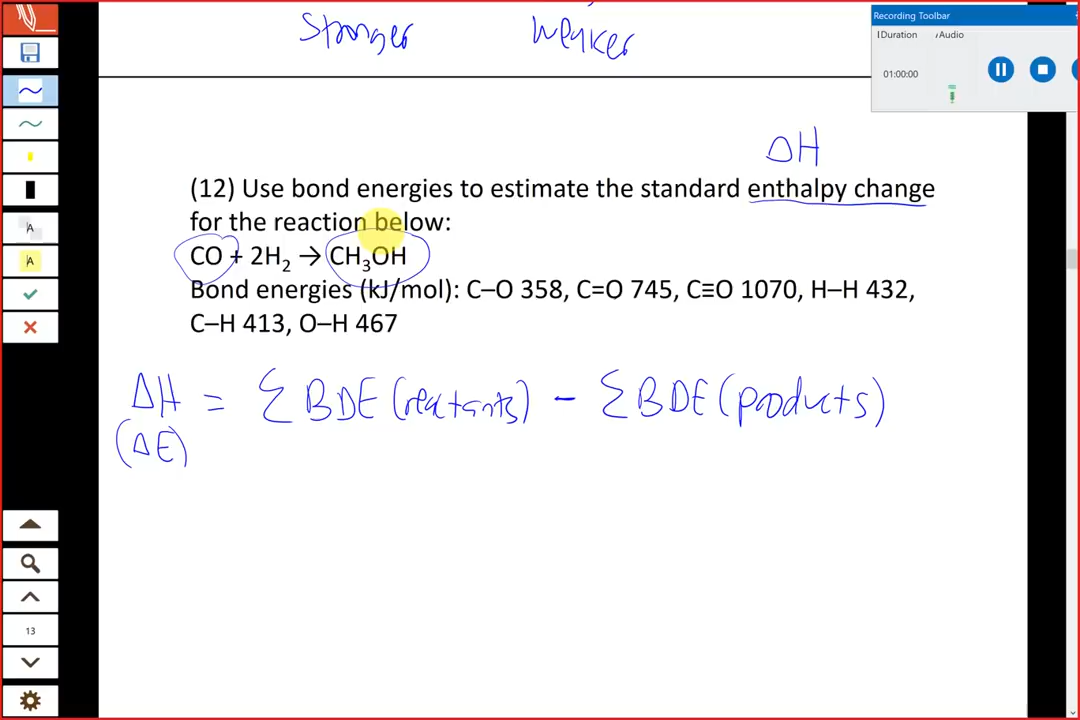 Stronger
Weaker
Recording Toolbar
Duration
Audio
01:00:00
ΔH
(12) Use bond energies to estimate the standard enthalpy change
for the reaction below:
CO + 2H₂ → CH₃OH
Bond energies (kJ/mol): C–O 358, C=O 745, C≡O 1070, H–H 432,
C–H 413, O–H 467
ΔH = Σ BDE (reactants) - Σ BDE (products)
(ΔE)
A
A
13